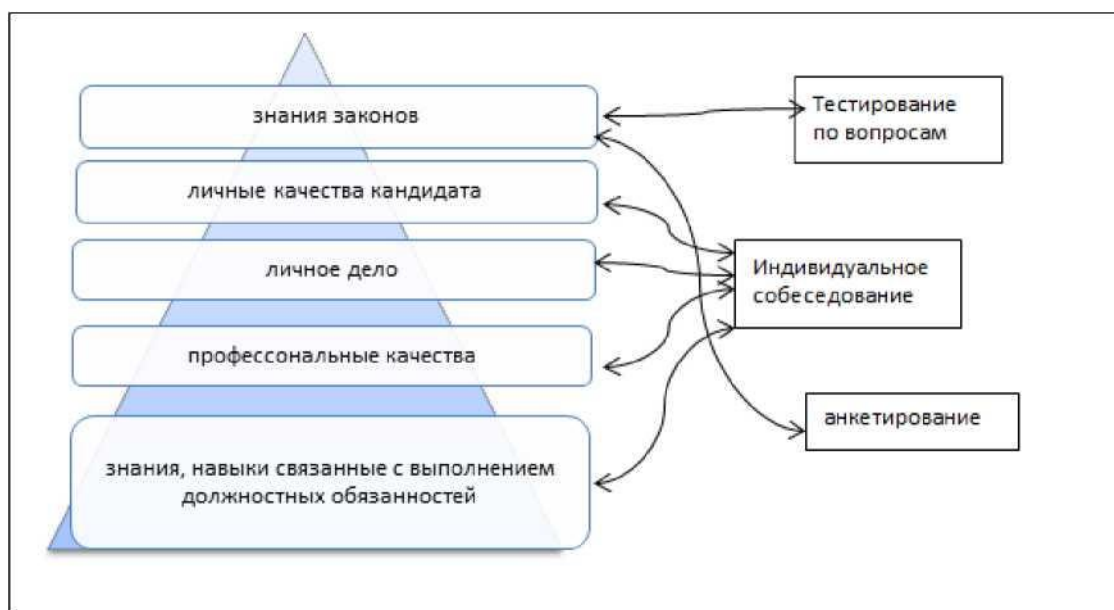 знания законов
личные качества кандидата
личное дело
профессональные качества
знания, навыки связанные с выполнением
должностных обязанностей
Тестирование
по вопросам
Индивидуальное
собеседование
анкетирование